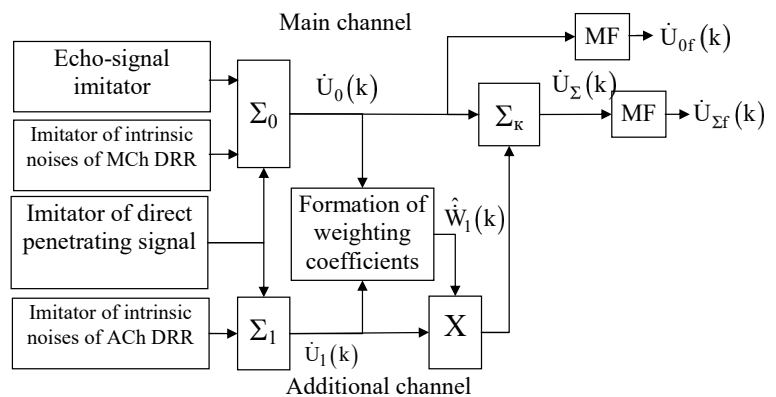 Main channel
Echo-signal
imitator
Imitator of intrinsic
noises of MCh DRR
Imitator of direct
penetrating signal
Imitator of intrinsic
noises of ACh DRR
Σ₀
U̇₀(k)
Σ₁
U̇₁(k)
Formation of
weighting
coefficients
Ẇ̂₁(k)
X
Σκ
U̇Σ(k)
MF
U̇₀f(k)
MF
U̇Σf(k)
Additional channel